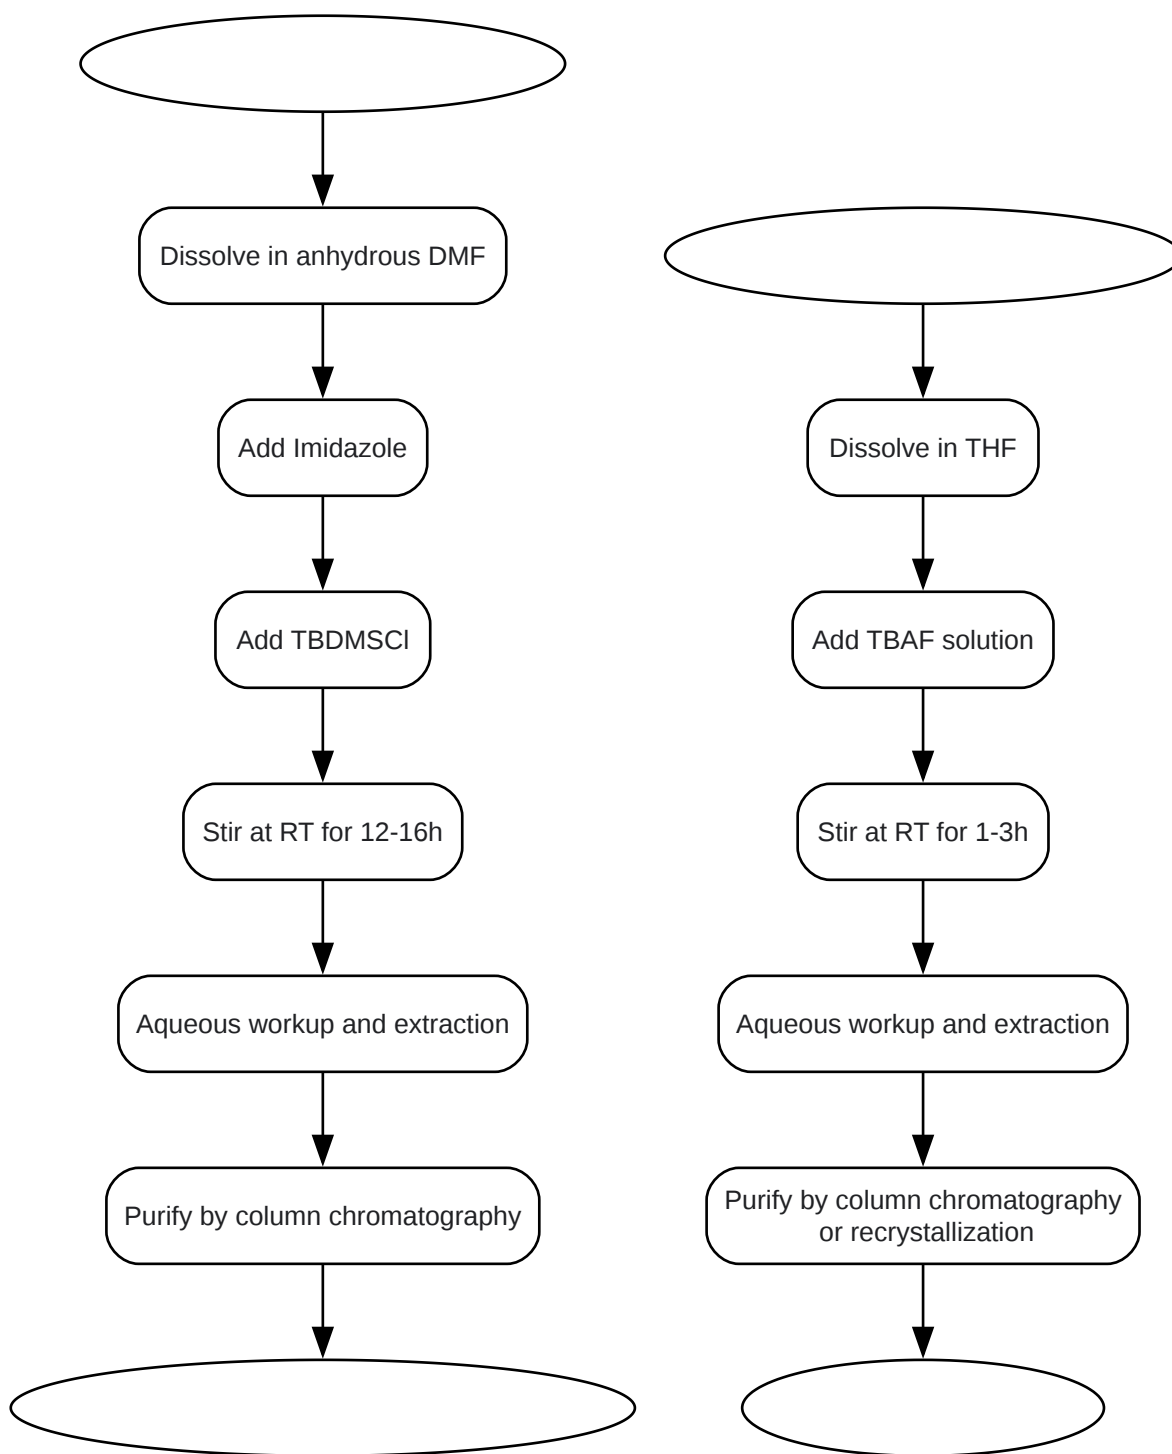 Dissolve in anhydrous DMF
Add Imidazole
Add TBDMSCl
Stir at RT for 12-16h
Aqueous workup and extraction
Purify by column chromatography
Dissolve in THF
Add TBAF solution
Stir at RT for 1-3h
Aqueous workup and extraction
Purify by column chromatography
or recrystallization